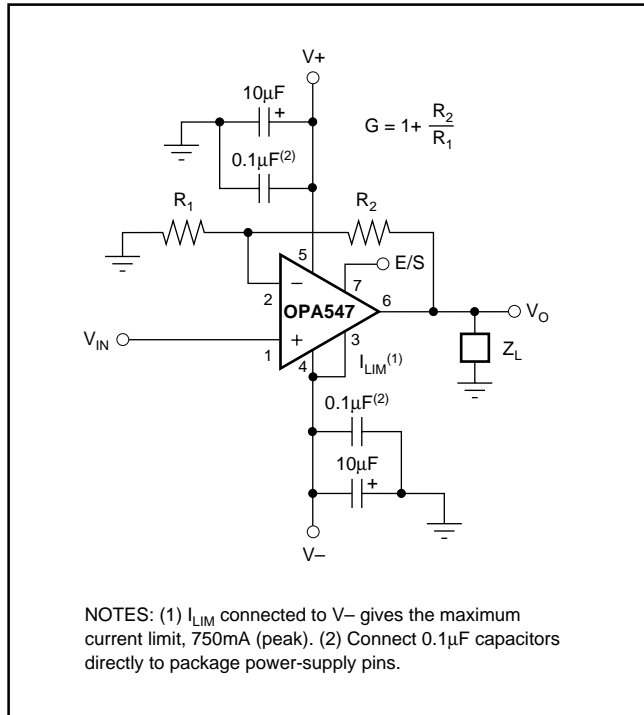 V+
10µF
+
G = 1+ R2
R1
0.1µF(2)
R1
R2
5
E/S
2
–
7
OPA547
6
VO
VIN
+
1
3
4
ILIM(1)
ZL
0.1µF(2)
10µF
+
V–
NOTES: (1) ILIM connected to V– gives the maximum
current limit, 750mA (peak). (2) Connect 0.1µF capacitors
directly to package power-supply pins.